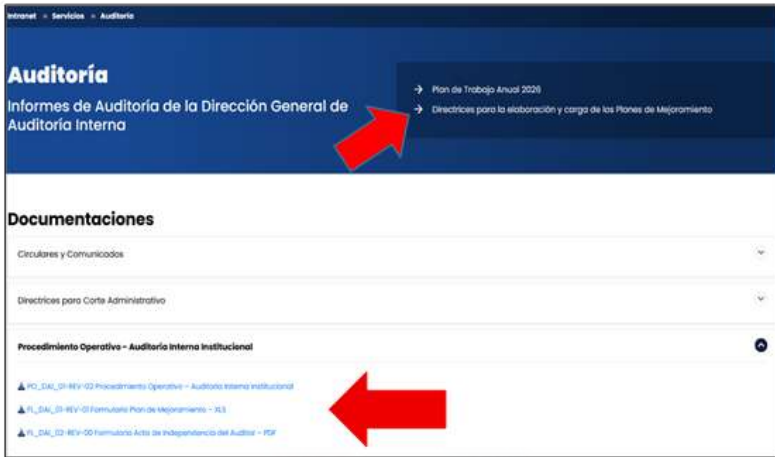 Intranet » Servicios » Auditoría
Auditoría
Informes de Auditoría de la Dirección General de
Auditoría Interna
→ Plan de Trabajo Anual 2026
→ Directrices para la elaboración y carga de los Planes de Mejoramiento
Documentaciones
Circulares y Comunicados
Directrices para Corte Administrativo
Procedimiento Operativo - Auditoría Interna Institucional
PO_DAI_01-REV-02 Procedimiento Operativo - Auditoría Interna Institucional
FL_DAI_01-REV-01 Formulario Plan de Mejoramiento - XLS
FL_DAI_02-REV-00 Formulario Acta de Independencia del Auditor - PDF